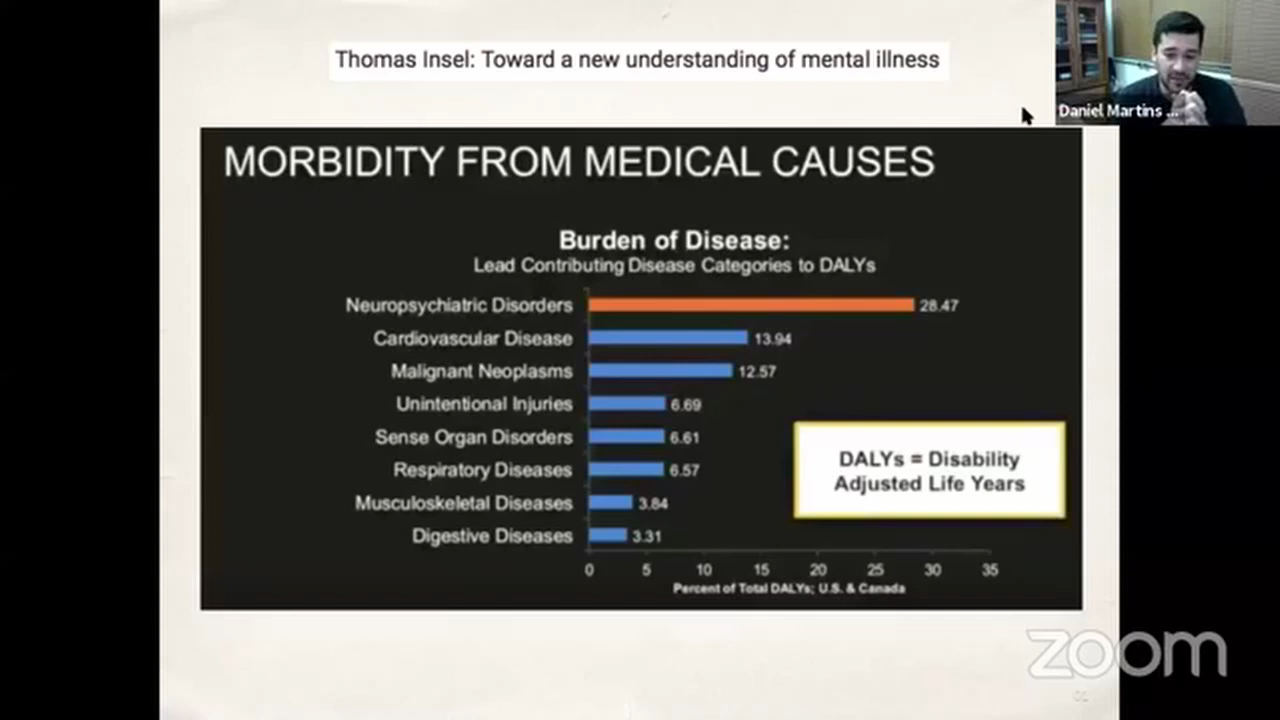 Thomas Insel: Toward a new understanding of mental illness
Daniel Martins ...
MORBIDITY FROM MEDICAL CAUSES
Burden of Disease:
Lead Contributing Disease Categories to DALYs
Neuropsychiatric Disorders 28.47
Cardiovascular Disease 13.94
Malignant Neoplasms 12.57
Unintentional Injuries 6.69
Sense Organ Disorders 6.61
Respiratory Diseases 6.57
Musculoskeletal Diseases 3.84
Digestive Diseases 3.31
DALYs = Disability
Adjusted Life Years
0 5 10 15 20 25 30 35
Percent of Total DALYs; U.S. & Canada
zoom